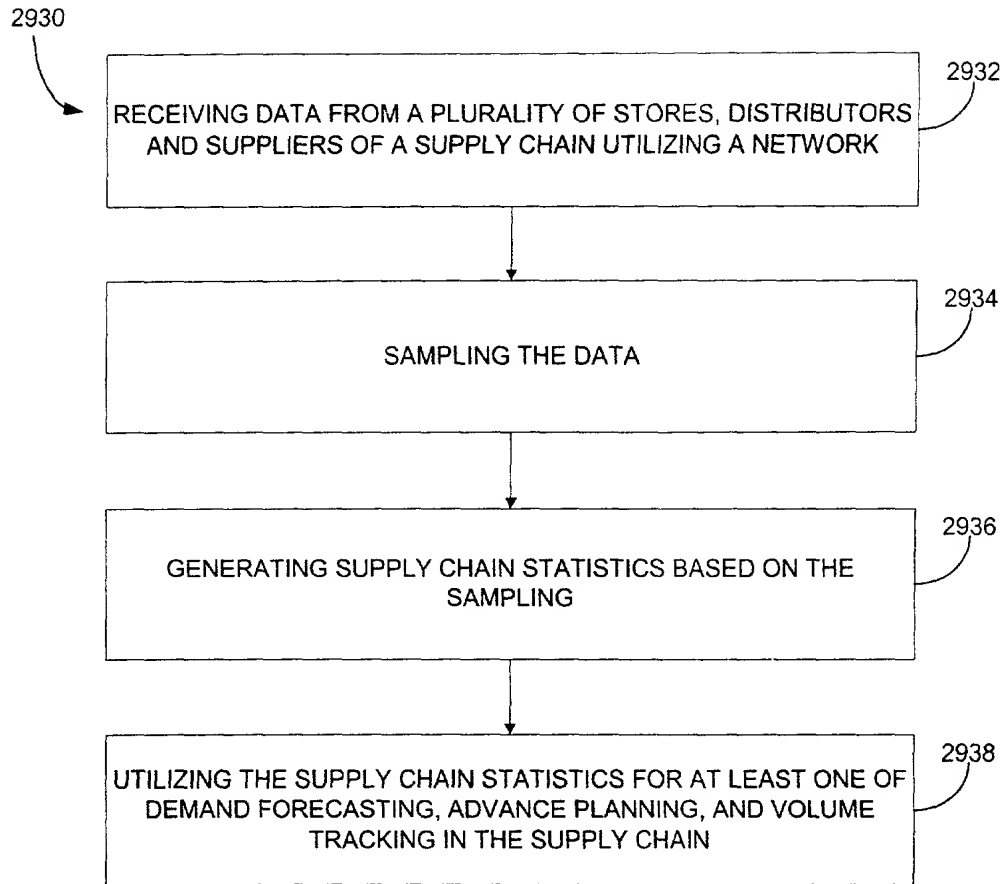 2930
2932
RECEIVING DATA FROM A PLURALITY OF STORES, DISTRIBUTORS
AND SUPPLIERS OF A SUPPLY CHAIN UTILIZING A NETWORK
2934
SAMPLING THE DATA
2936
GENERATING SUPPLY CHAIN STATISTICS BASED ON THE
SAMPLING
2938
UTILIZING THE SUPPLY CHAIN STATISTICS FOR AT LEAST ONE OF
DEMAND FORECASTING, ADVANCE PLANNING, AND VOLUME
TRACKING IN THE SUPPLY CHAIN